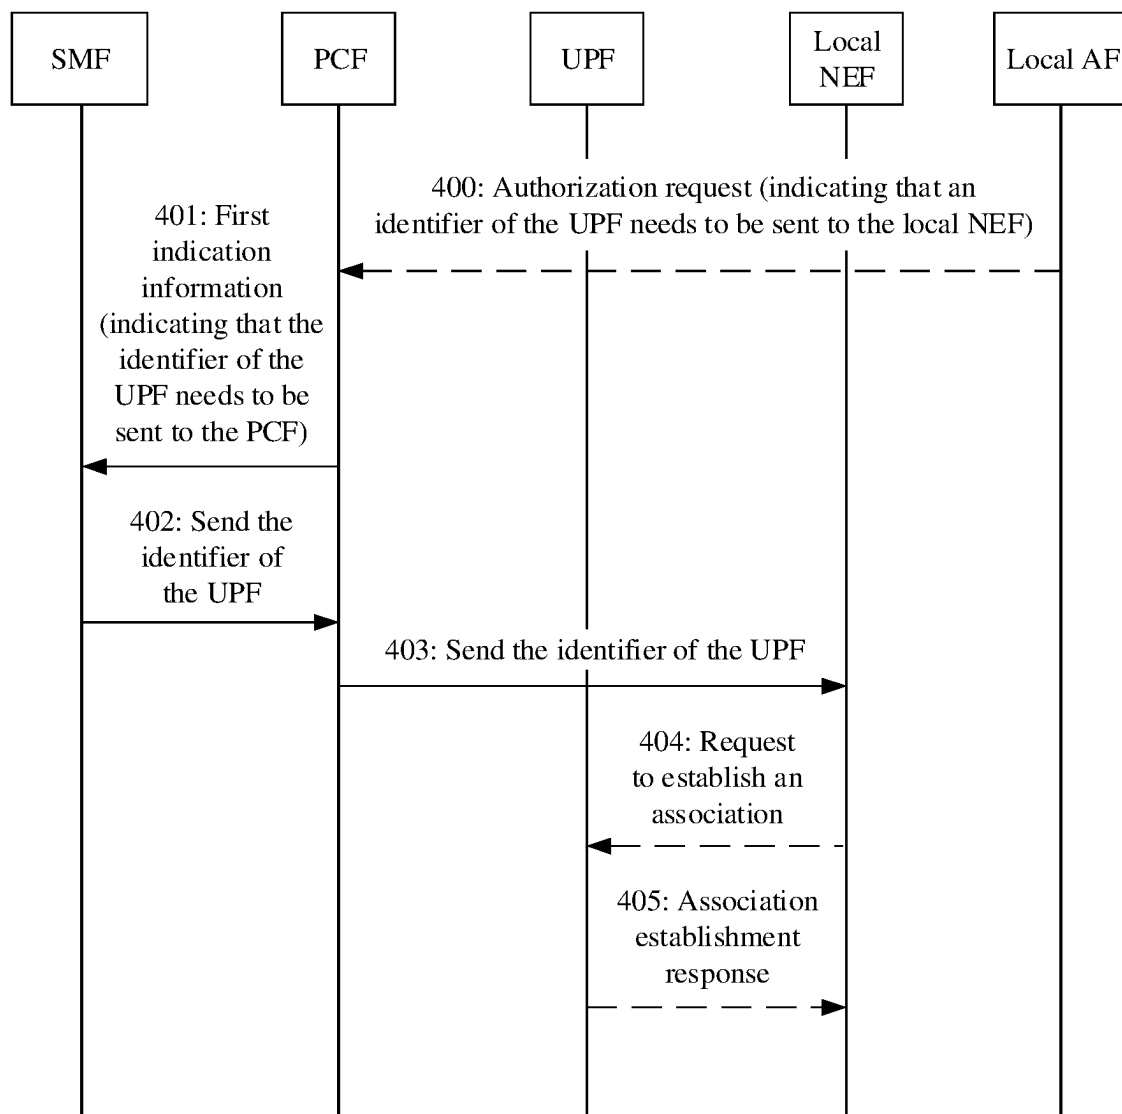 SMF
PCF
UPF
Local
NEF
Local AF
400: Authorization request (indicating that an
identifier of the UPF needs to be sent to the local NEF)
401: First
indication
information
(indicating that the
identifier of the
UPF needs to be
sent to the PCF)
402: Send the
identifier of
the UPF
403: Send the identifier of the UPF
404: Request
to establish an
association
405: Association
establishment
response